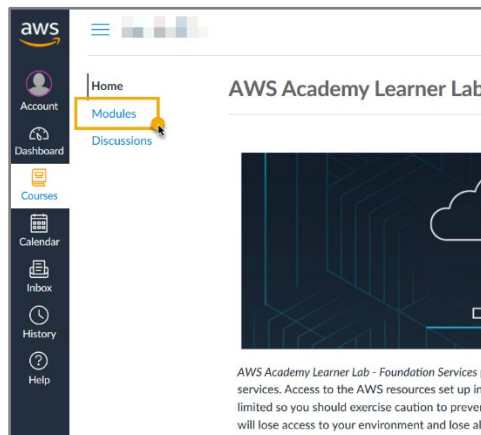 aws
Account
Dashboard
Courses
Calendar
Inbox
History
Help
Home
Modules
Discussions
AWS Academy Learner Lab
AWS Academy Learner Lab - Foundation Services
services. Access to the AWS resources set up in
limited so you should exercise caution to preven
will lose access to your environment and lose al